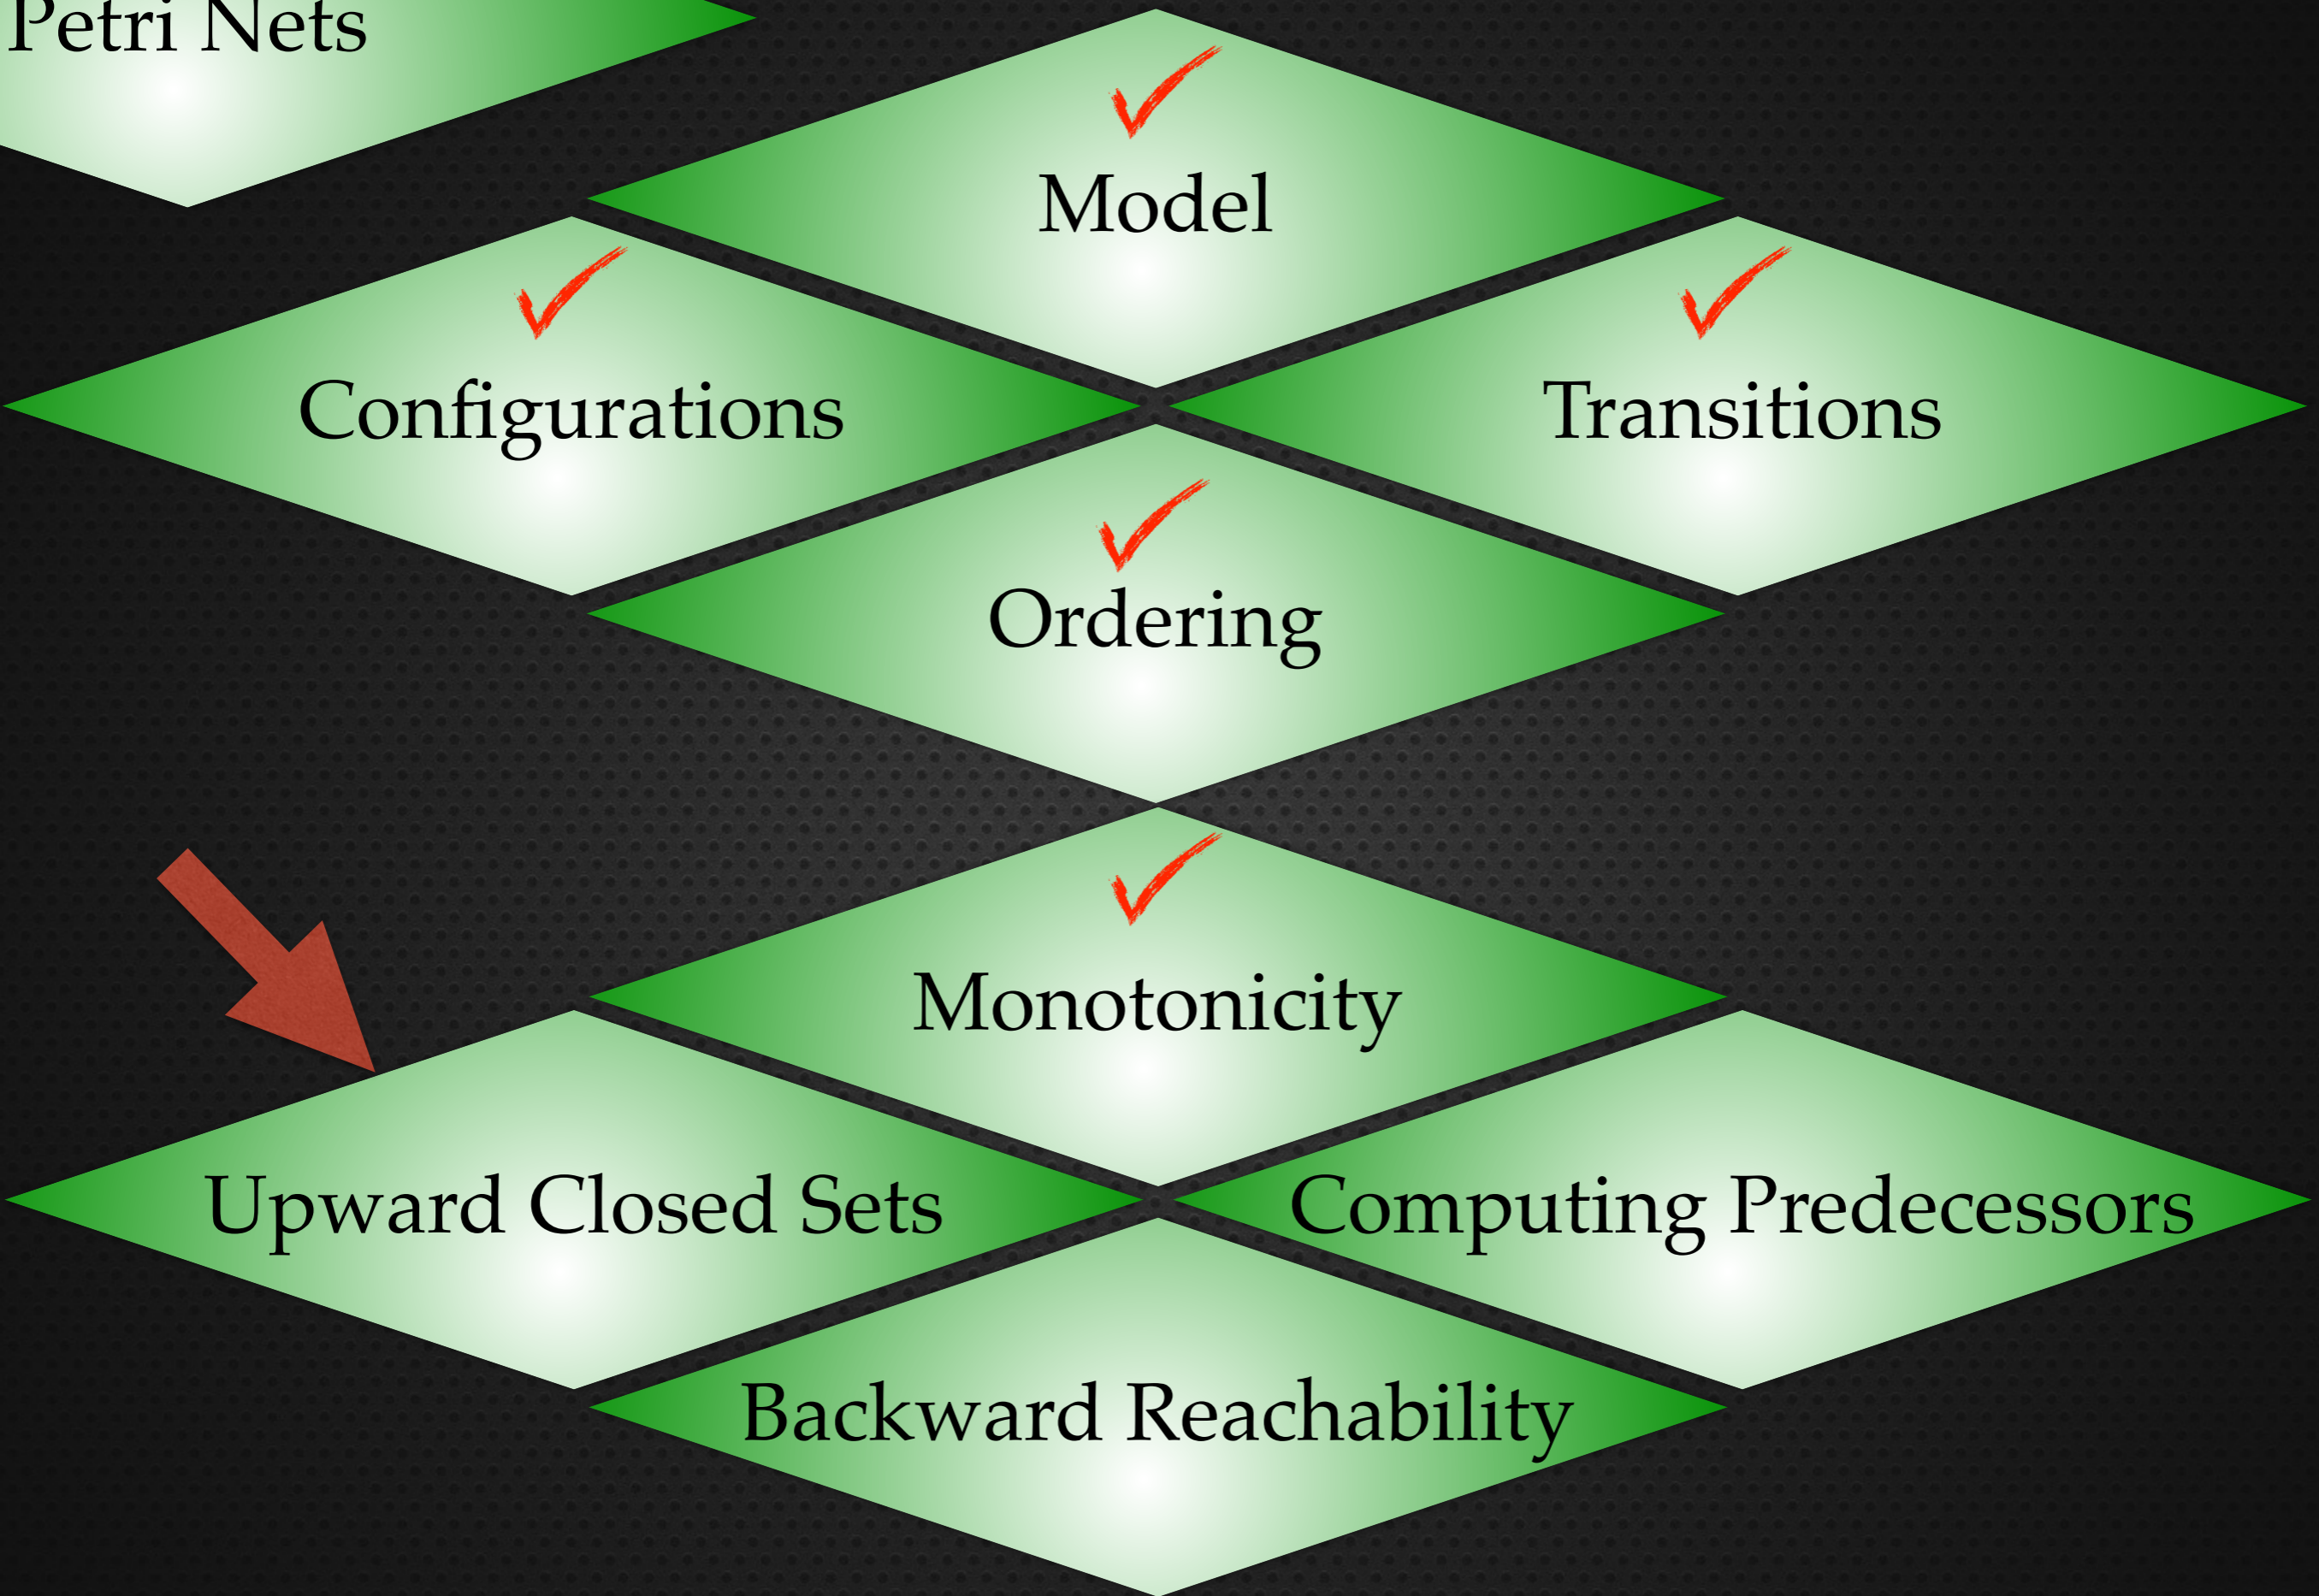 Petri Nets
Model
Configurations
Transitions
Ordering
Monotonicity
Upward Closed Sets
Computing Predecessors
Backward Reachability